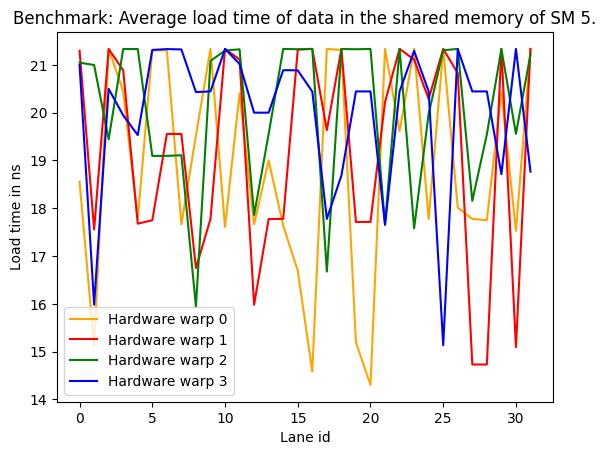 Benchmark: Average load time of data in the shared memory of SM 5.
Load time in ns
21
20
19
18
17
16
15
14
Hardware warp 0
Hardware warp 1
Hardware warp 2
Hardware warp 3
0 5 10 15 20 25 30
Lane id